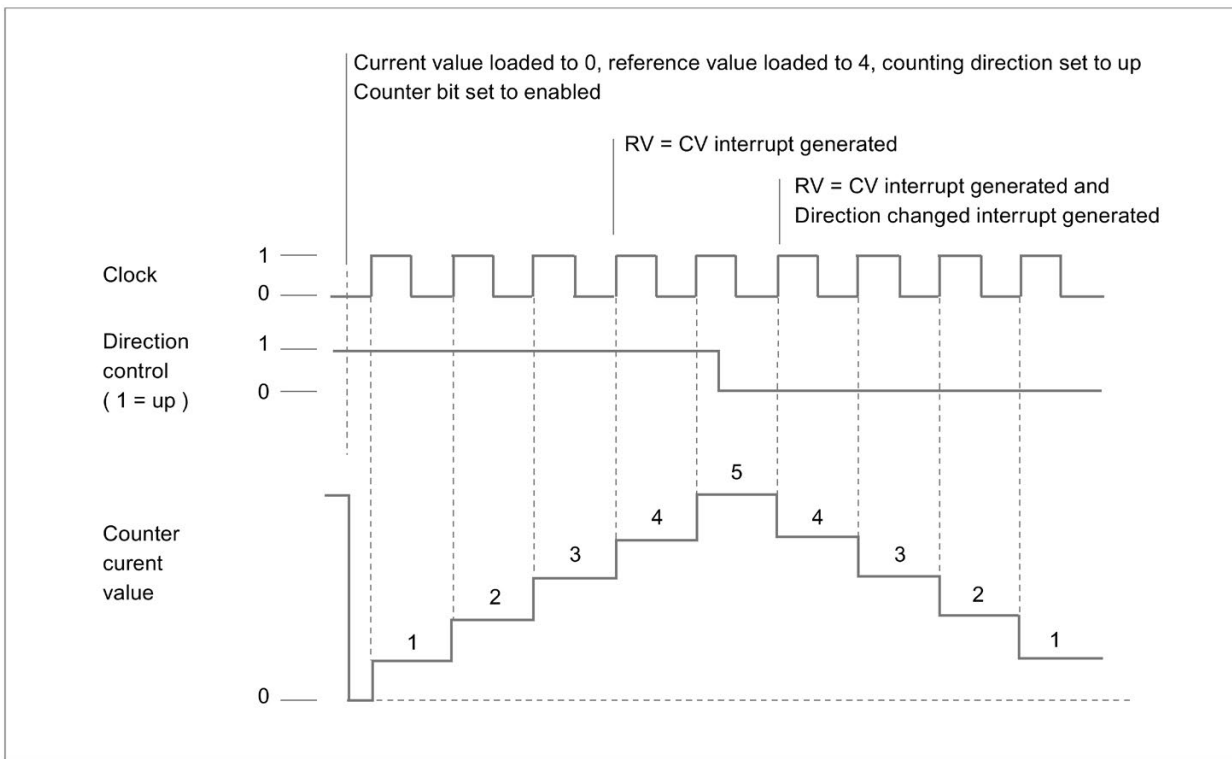 Current value loaded to 0, reference value loaded to 4, counting direction set to up
Counter bit set to enabled
RV = CV interrupt generated
RV = CV interrupt generated and
Direction changed interrupt generated
Clock
1
0
Direction
control
( 1 = up )
1
0
Counter
curent
value
0
1
2
3
4
5
4
3
2
1